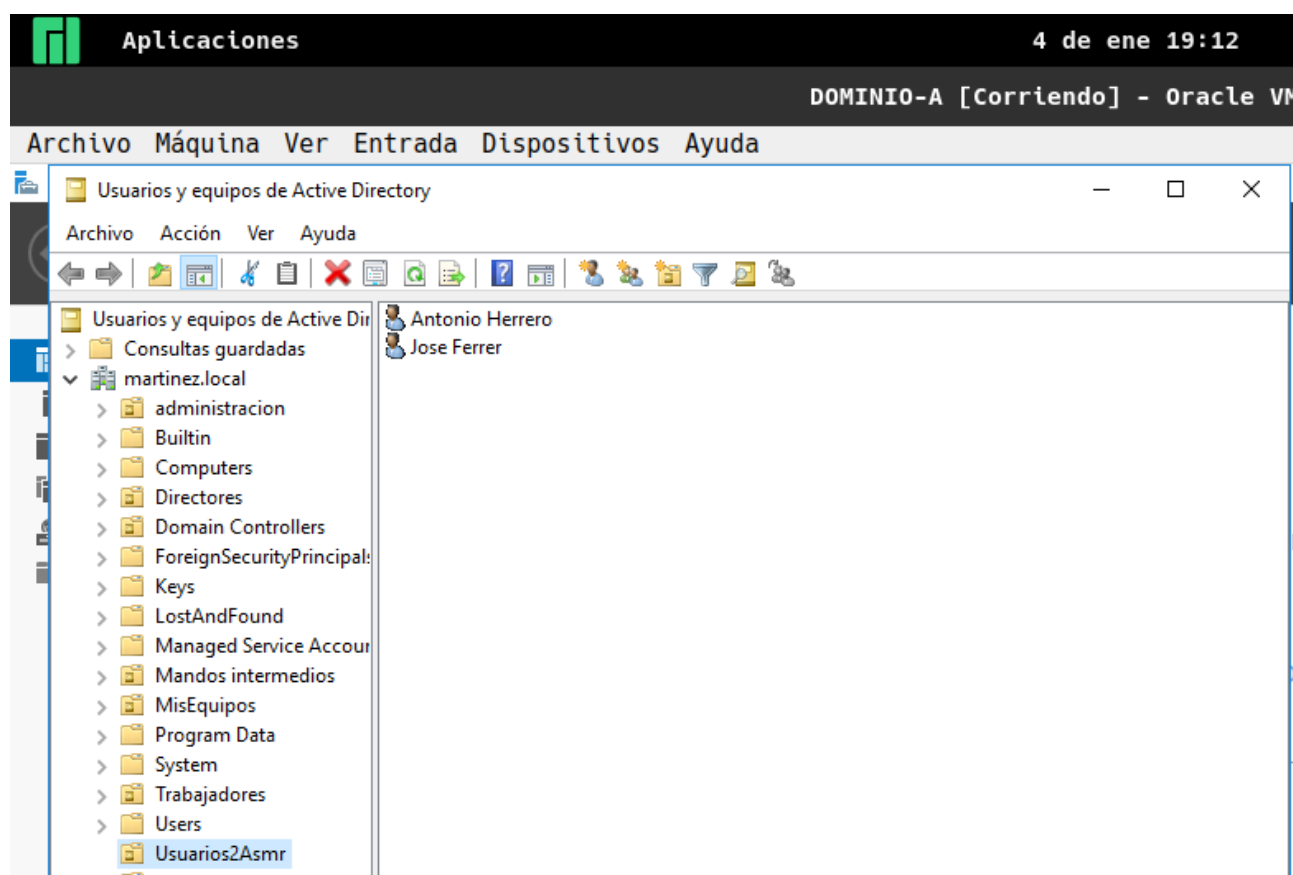 Aplicaciones 4 de ene 19:12
DOMINIO-A [Corriendo] - Oracle VM
Archivo Máquina Ver Entrada Dispositivos Ayuda
Usuarios y equipos de Active Directory
Archivo Acción Ver Ayuda
Usuarios y equipos de Active Dir
Consultas guardadas
martinez.local
administracion
Builtin
Computers
Directores
Domain Controllers
ForeignSecurityPrincipals
Keys
LostAndFound
Managed Service Accoun
Mandos intermedios
MisEquipos
Program Data
System
Trabajadores
Users
Usuarios2Asmr
Antonio Herrero
Jose Ferrer